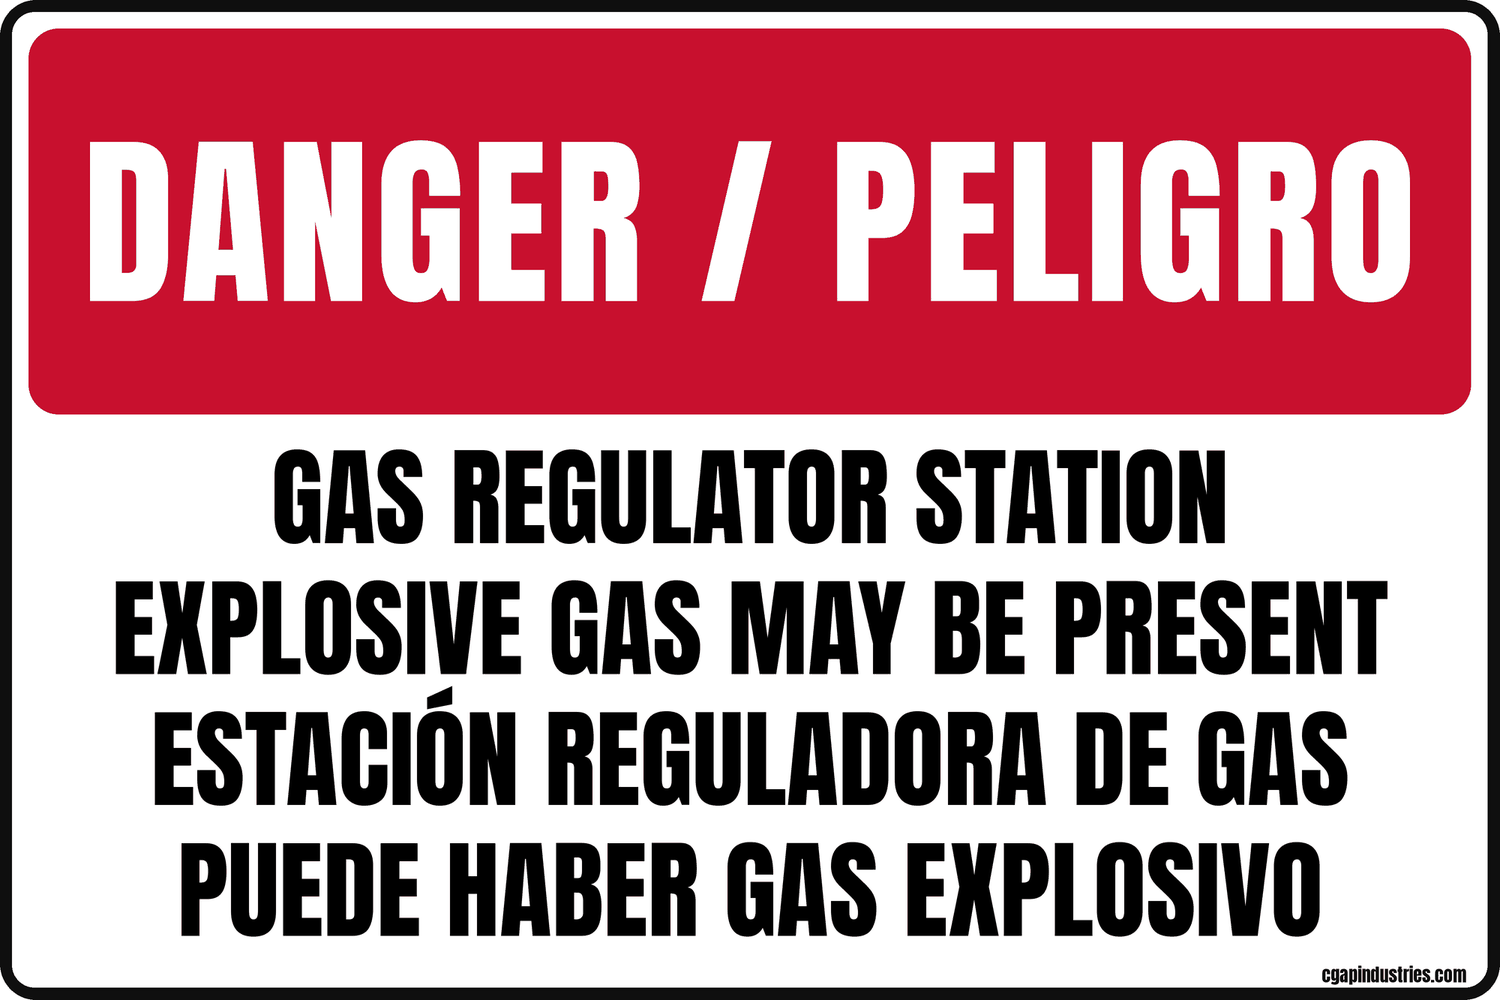 DANGER / PELIGRO
GAS REGULATOR STATION
EXPLOSIVE GAS MAY BE PRESENT
ESTACIÓN REGULADORA DE GAS
PUEDE HABER GAS EXPLOSIVO
cgapindustries.com